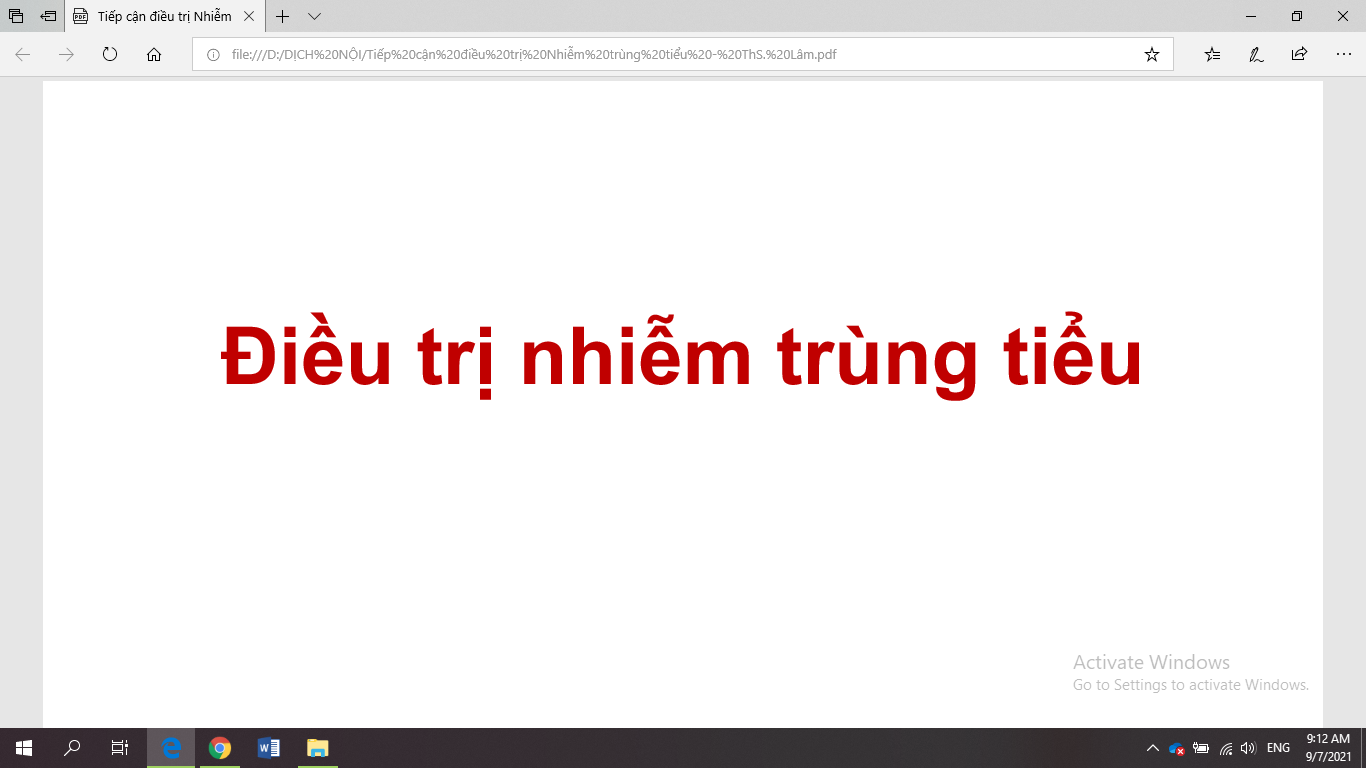 Tiếp cận điều trị Nhiễm
file:///D:/DỊCH%20NỘI/Tiếp%20cận%20điều%20trị%20Nhiễm%20trùng%20tiểu%20-%20ThS.%20Lâm.pdf
Điều trị nhiễm trùng tiểu
Activate Windows
Go to Settings to activate Windows.
ENG
9:12 AM
9/7/2021